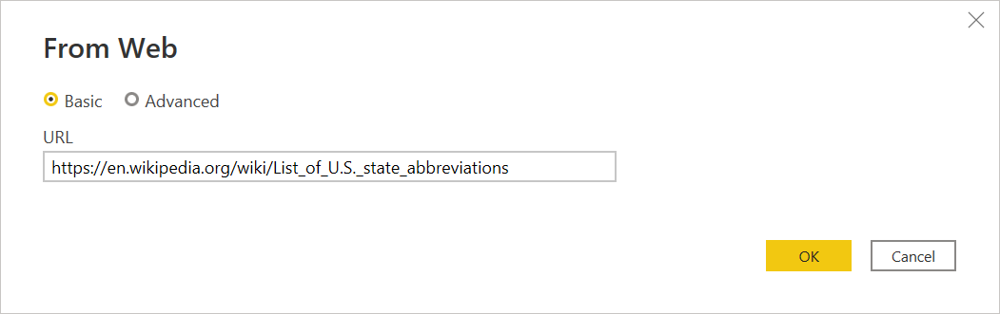 From Web
Basic Advanced
URL
https://en.wikipedia.org/wiki/List_of_U.S._state_abbreviations
OK Cancel